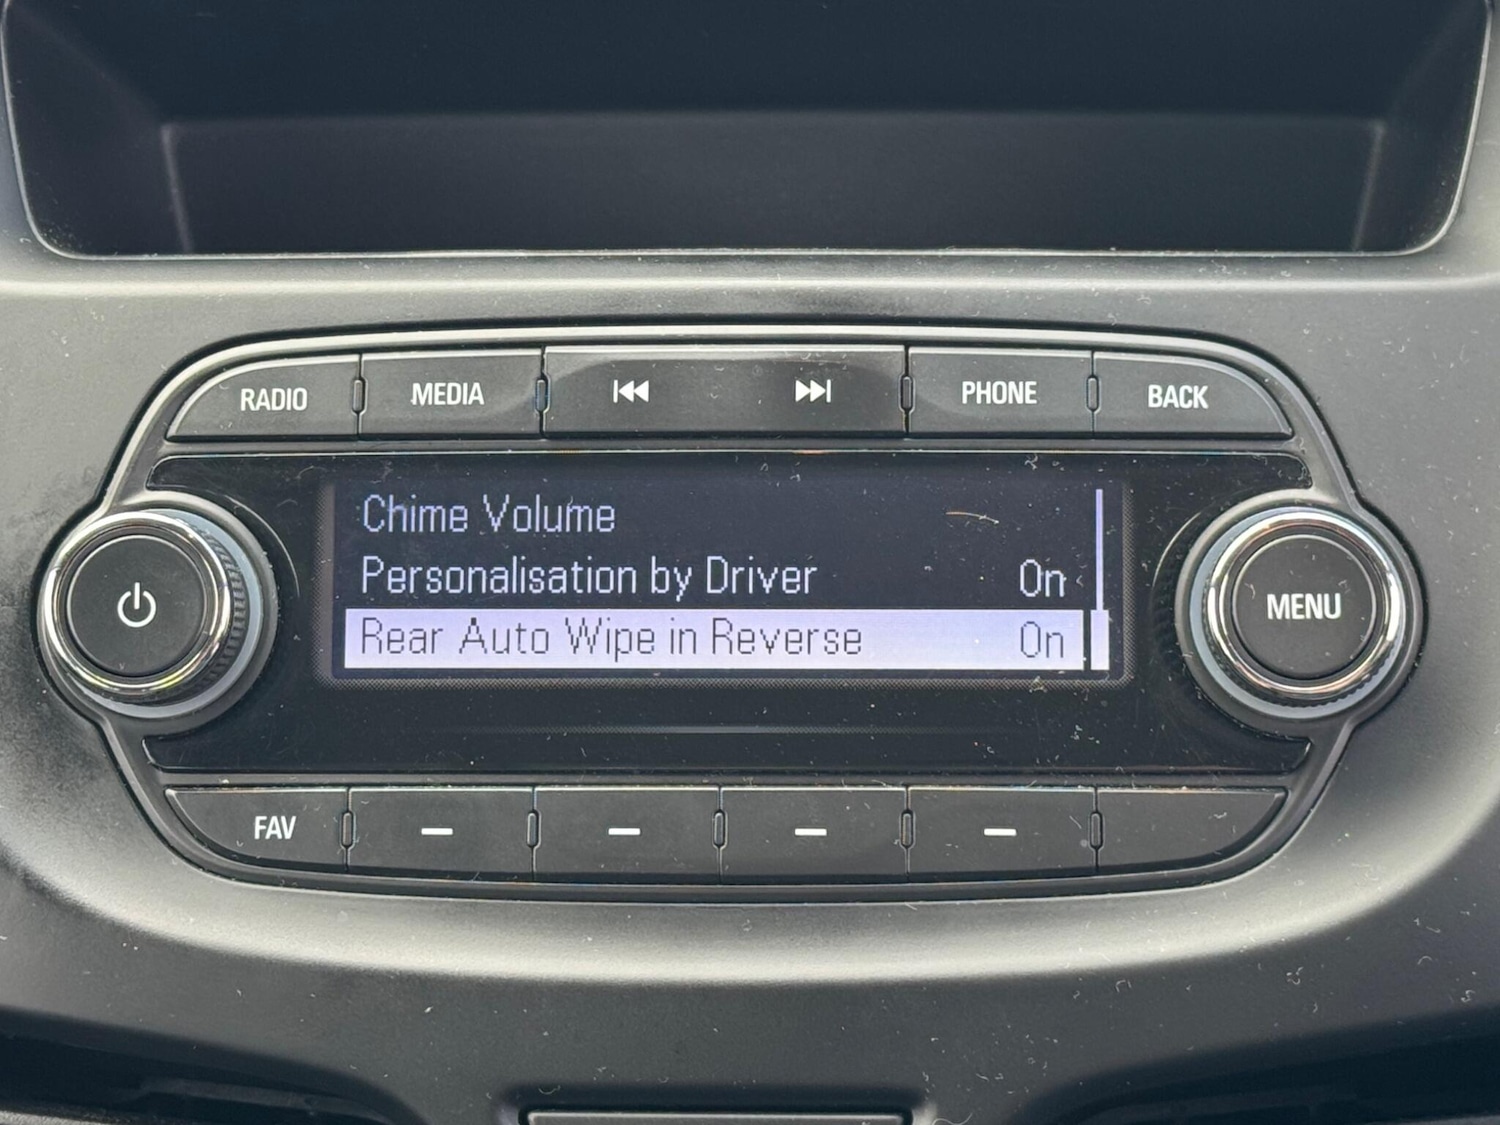 RADIO MEDIA PHONE BACK
Chime Volume
Personalisation by Driver On
Rear Auto Wipe in Reverse On
MENU
FAV